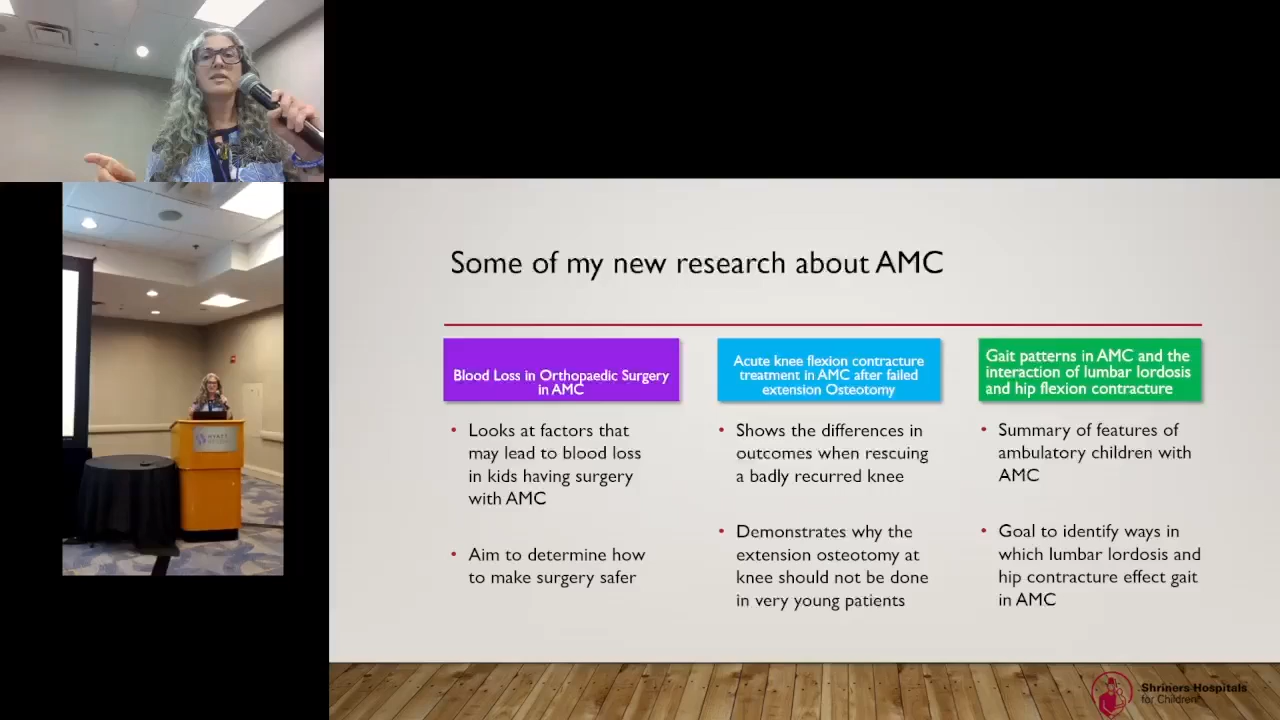 Some of my new research about AMC
Blood Loss in Orthopaedic Surgery
in AMC
• Looks at factors that
may lead to blood loss
in kids having surgery
with AMC
• Aim to determine how
to make surgery safer
Acute knee flexion contracture
treatment in AMC after failed
extension Osteotomy
• Shows the differences in
outcomes when rescuing
a badly recurred knee
• Demonstrates why the
extension osteotomy at
knee should not be done
in very young patients
Gait patterns in AMC and the
interaction of lumbar lordosis
and hip flexion contracture
• Summary of features of
ambulatory children with
AMC
• Goal to identify ways in
which lumbar lordosis and
hip contracture effect gait
in AMC
Shriners Hospitals
for Children®
HYATT